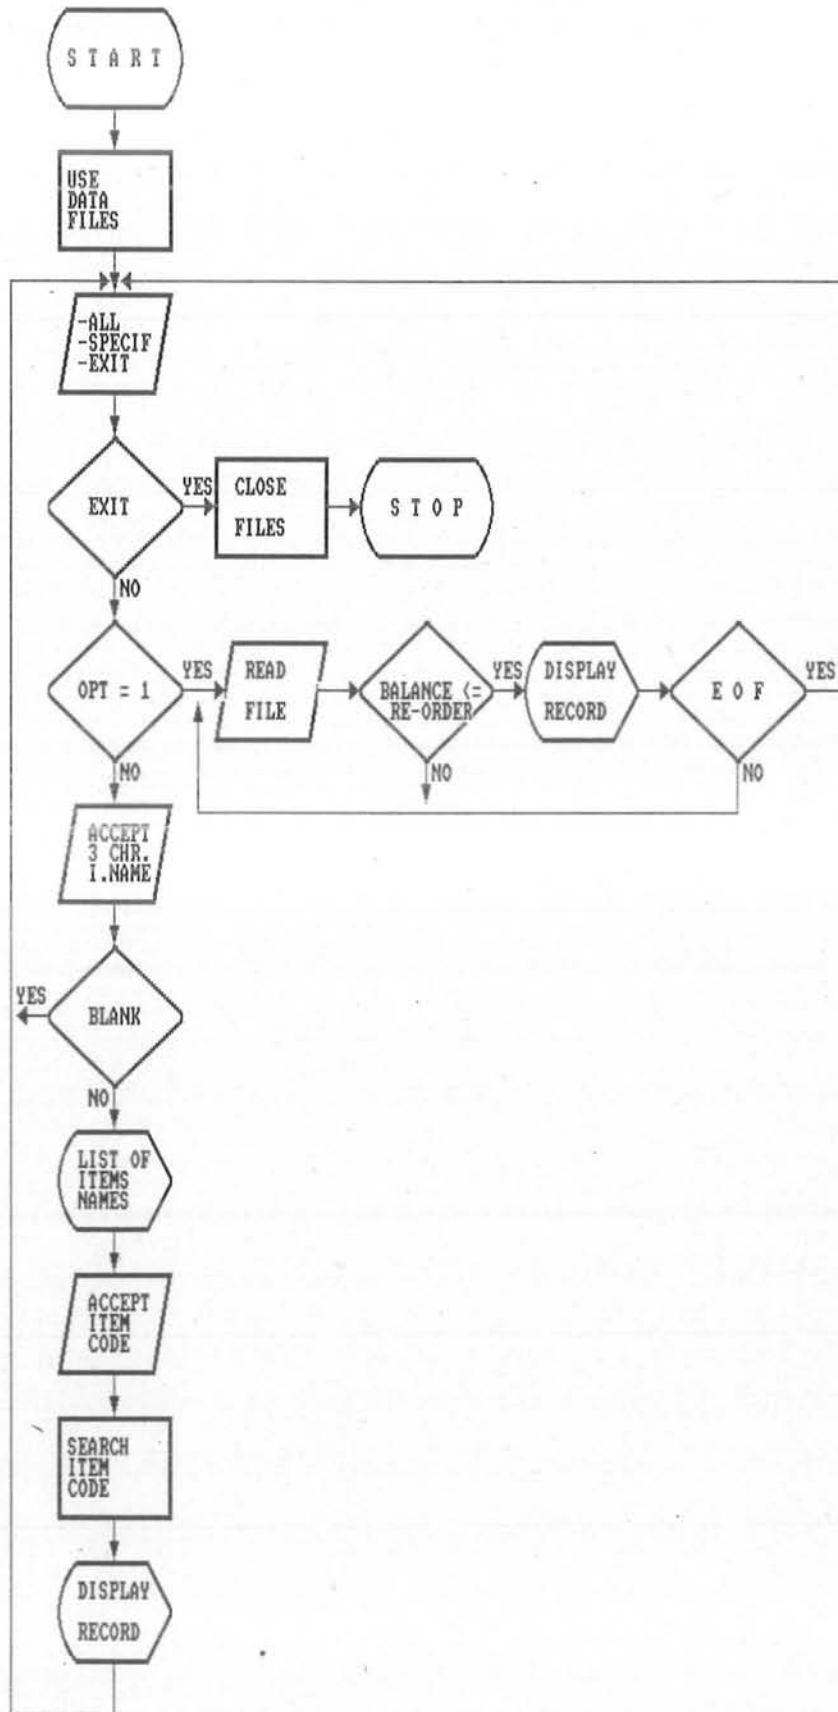 S T A R T
USE
DATA
FILES
-ALL
-SPECIF
-EXIT
EXIT
YES
CLOSE
FILES
S T O P
NO
OPT = 1
YES
READ
FILE
BALANCE <=
RE-ORDER
YES
DISPLAY
RECORD
E O F
YES
NO
NO
NO
ACCEPT
3 CHR.
I.NAME
YES
BLANK
NO
LIST OF
ITEMS
NAMES
ACCEPT
ITEM
CODE
SEARCH
ITEM
CODE
DISPLAY
RECORD